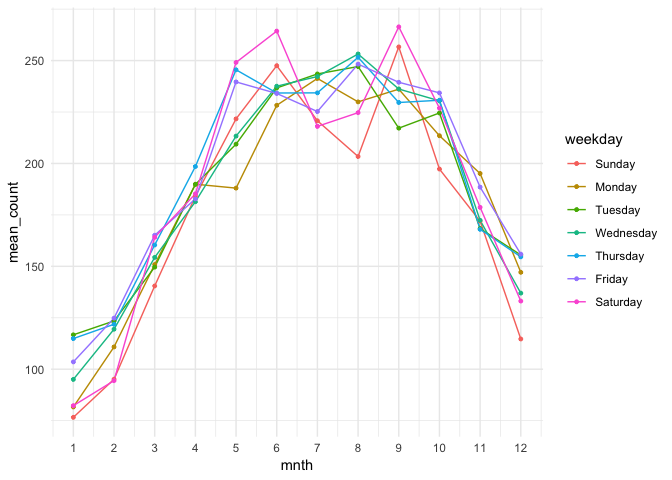 250
200
150
100
mean_count
1 2 3 4 5 6 7 8 9 10 11 12
mnth
weekday
Sunday
Monday
Tuesday
Wednesday
Thursday
Friday
Saturday